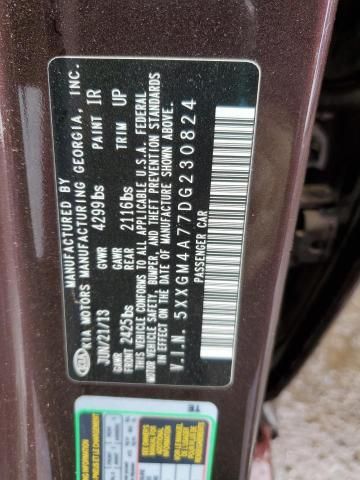 MANUFACTURED BY
KIA KIA MOTORS MANUFACTURING GEORGIA, INC.
JUN/21/13 GVWR 4299lbs PAINT IR
GAWR FRONT 2425lbs GAWR REAR 2116lbs TRIM UP
THIS VEHICLE CONFORMS TO ALL APPLICABLE U.S.A. FEDERAL
MOTOR VEHICLE SAFETY, BUMPER, AND THEFT PREVENTION STANDARDS
IN EFFECT ON THE DATE OF MANUFACTURE SHOWN ABOVE.
V.I.N. 5XXGM4A77DG230824
PASSENGER CAR
TE